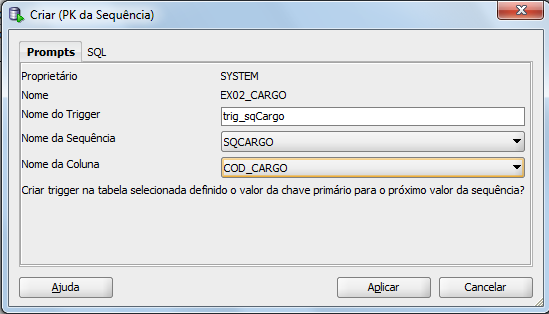 Criar (PK da Sequência)
Prompts SQL
Proprietário SYSTEM
Nome EX02_CARGO
Nome do Trigger trig_sqCargo
Nome da Sequência SQCARGO
Nome da Coluna COD_CARGO
Criar trigger na tabela selecionada definido o valor da chave primário para o próximo valor da sequência?
Ajuda Aplicar Cancelar